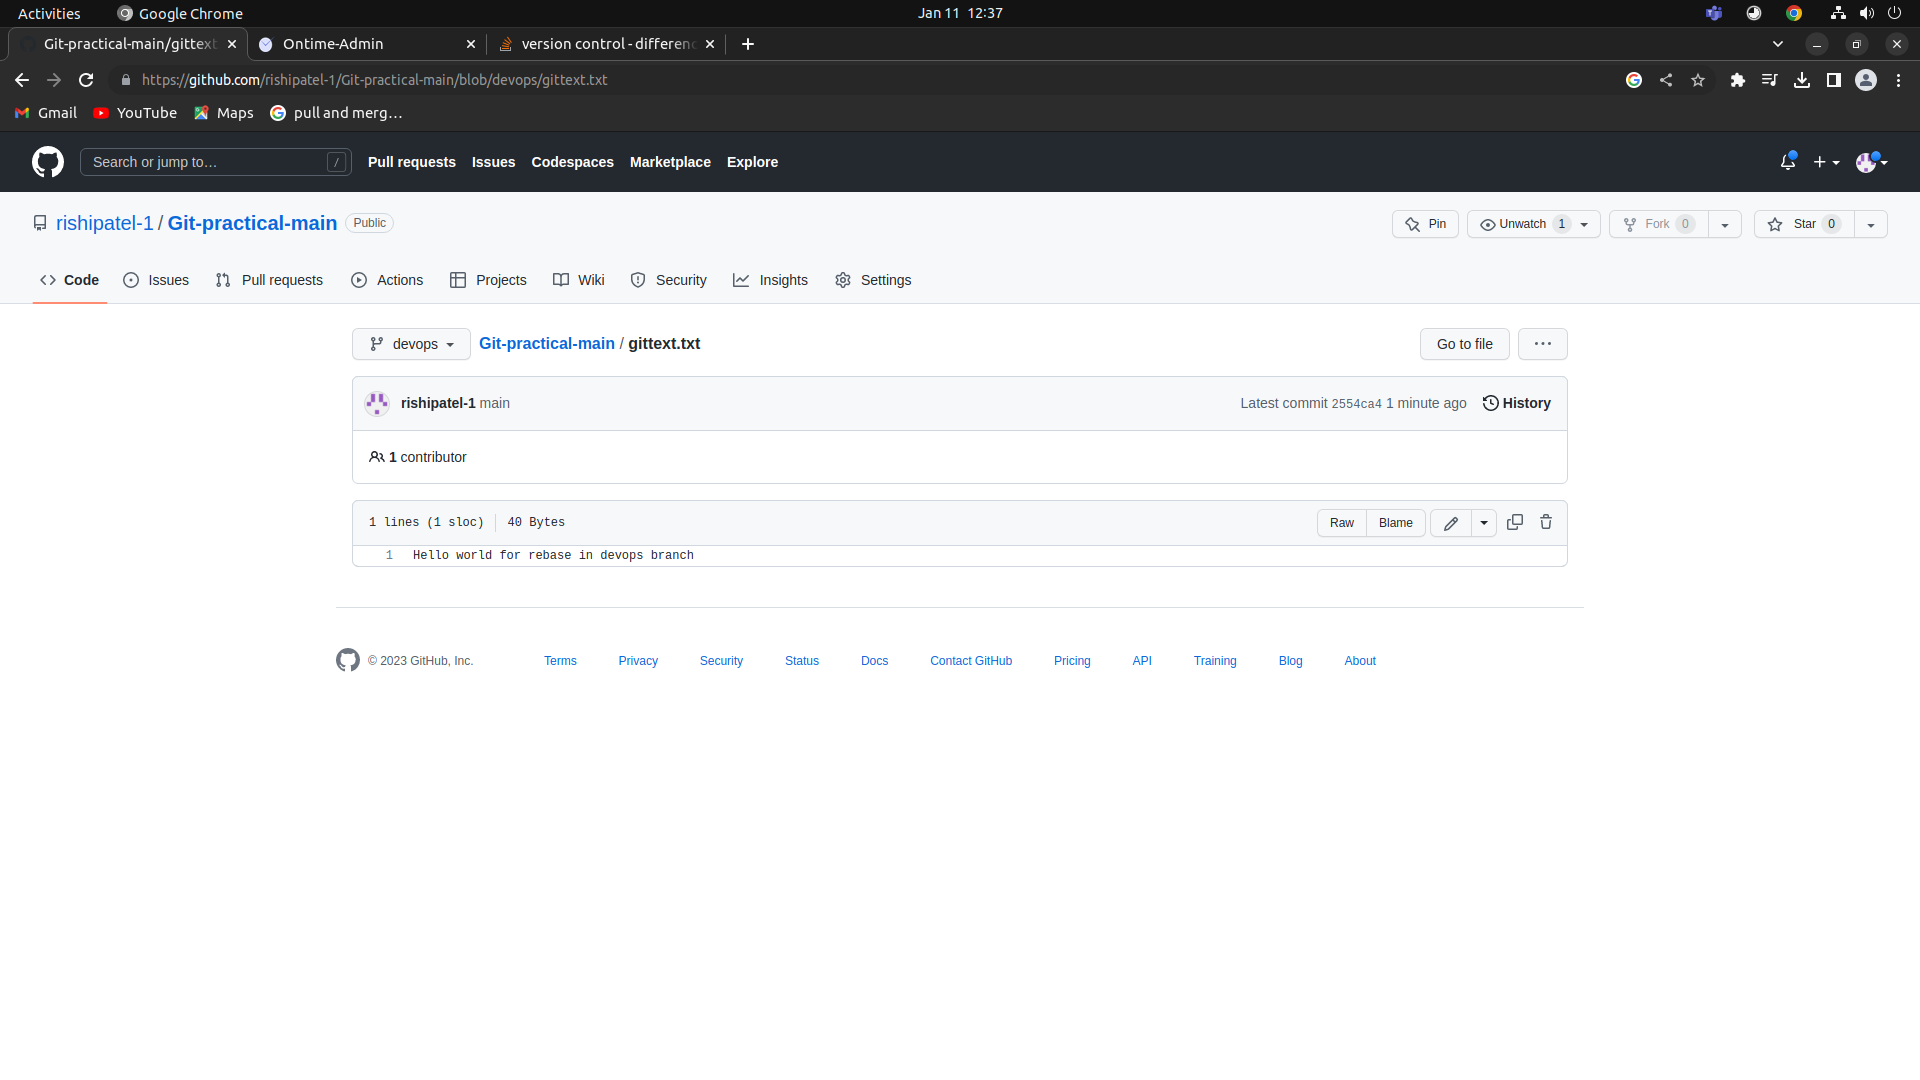 Activities Google Chrome Jan 11 12:37
Git-practical-main/gittext Ontime-Admin version control - differenc
https://github.com/rishipatel-1/Git-practical-main/blob/devops/gittext.txt
Gmail YouTube Maps pull and merg…
Search or jump to… / Pull requests Issues Codespaces Marketplace Explore
rishipatel-1 / Git-practical-main Public Pin Unwatch 1 Fork 0 Star 0
Code Issues Pull requests Actions Projects Wiki Security Insights Settings
devops Git-practical-main / gittext.txt Go to file
rishipatel-1 main Latest commit 2554ca4 1 minute ago History
1 contributor
1 lines (1 sloc) 40 Bytes Raw Blame
1 Hello world for rebase in devops branch
© 2023 GitHub, Inc. Terms Privacy Security Status Docs Contact GitHub Pricing API Training Blog About